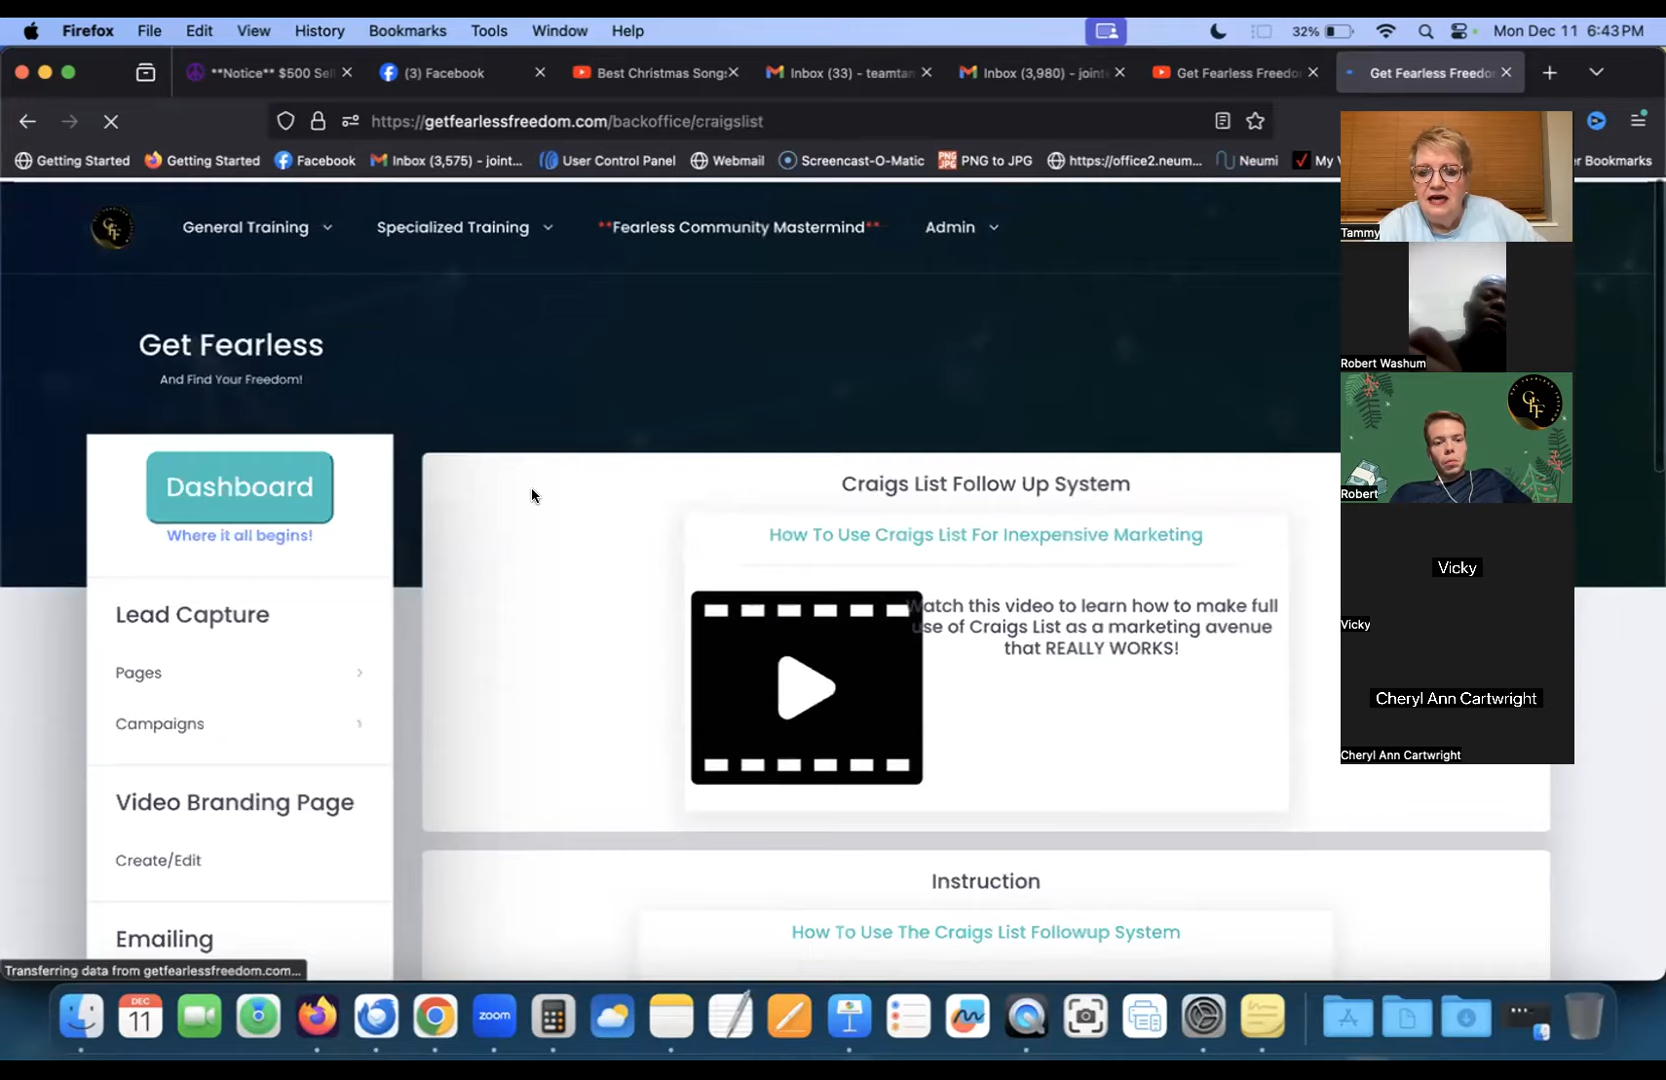 Firefox File Edit View History Bookmarks Tools Window Help 32% Mon Dec 11 6:43 PM
**Notice** $500 Sel (3) Facebook Best Christmas Song: Inbox (33) - teamtan Inbox (3,980) - joint Get Fearless Freedo Get Fearless Freedo
https://getfearlessfreedom.com/backoffice/craigslist
Getting Started Getting Started Facebook Inbox (3,575) - joint... User Control Panel Webmail Screencast-O-Matic PNG to JPG https://office2.neum... Neumi My V r Bookmarks
General Training Specialized Training **Fearless Community Mastermind** Admin
Get Fearless
And Find Your Freedom!
Dashboard
Where it all begins!
Lead Capture
Pages
Campaigns
Video Branding Page
Create/Edit
Emailing
Craigs List Follow Up System
How To Use Craigs List For Inexpensive Marketing
Watch this video to learn how to make full
use of Craigs List as a marketing avenue
that REALLY WORKS!
Instruction
How To Use The Craigs List Followup System
Tammy
Robert Washum
GFF
Robert
Vicky
Vicky
Cheryl Ann Cartwright
Cheryl Ann Cartwright
Transferring data from getfearlessfreedom.com...
DEC
11
zoom